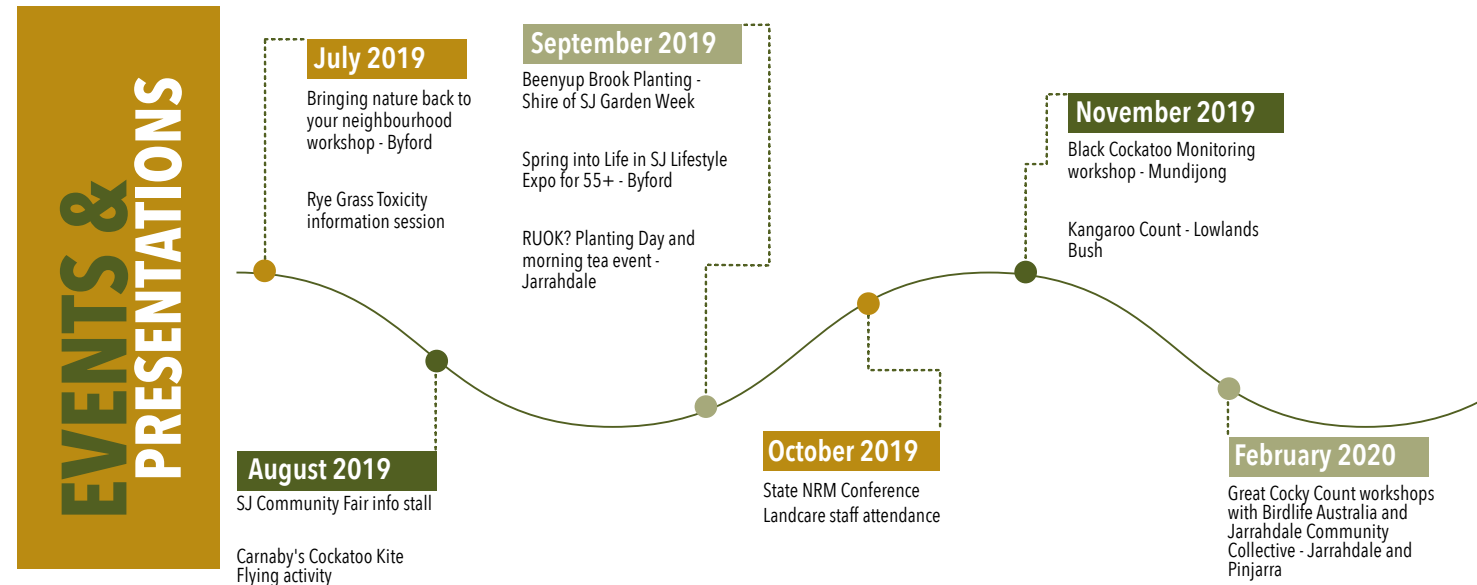 EVENTS &
PRESENTATIONS
July 2019
Bringing nature back to
your neighbourhood
workshop - Byford
Rye Grass Toxicity
information session
August 2019
SJ Community Fair info stall
Carnaby's Cockatoo Kite
Flying activity
September 2019
Beenyup Brook Planting -
Shire of SJ Garden Week
Spring into Life in SJ Lifestyle
Expo for 55+ - Byford
RUOK? Planting Day and
morning tea event -
Jarrahdale
October 2019
State NRM Conference
Landcare staff attendance
November 2019
Black Cockatoo Monitoring
workshop - Mundijong
Kangaroo Count - Lowlands
Bush
February 2020
Great Cocky Count workshops
with Birdlife Australia and
Jarrahdale Community
Collective - Jarrahdale and
Pinjarra